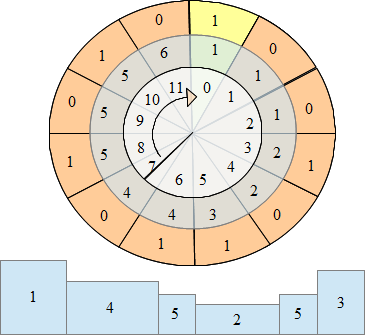 0 1
1 6 1 0
5 1
11 0
0 10 1 0
5 9 2 1
5 8 3 2
1 7 4 1
6 5
4 2
0 4 3 0
1 1
1 4 5 2 5 3